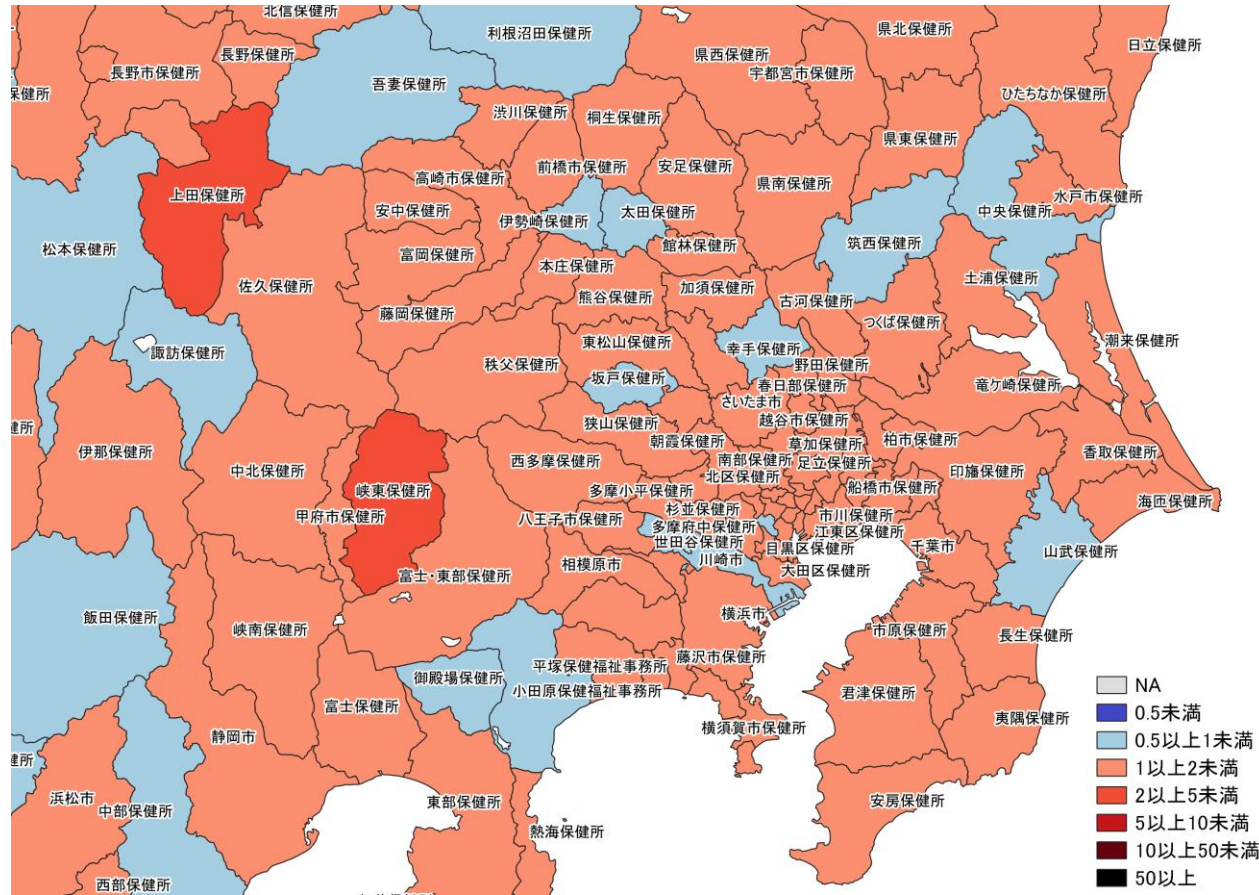 北信保健所
利根沼田保健所
県北保健所
長野保健所
県西保健所
日立保健所
長野市保健所
宇都宮市保健所
吾妻保健所
保健所
ひたちなか保健所
渋川保健所
桐生保健所
県東保健所
前橋市保健所
安足保健所
高崎市保健所
県南保健所
上田保健所
水戸市保健所
安中保健所
伊勢崎保健所
太田保健所
中央保健所
松本保健所
筑西保健所
富岡保健所
館林保健所
本庄保健所
土浦保健所
佐久保健所
熊谷保健所
加須保健所
古河保健所
藤岡保健所
つくば保健所
東松山保健所
幸手保健所
潮来保健所
諏訪保健所
秩父保健所
野田保健所
坂戸保健所
春日部保健所
竜ケ崎保健所
さいたま市
狭山保健所
越谷市保健所
健所
朝霞保健所
草加保健所
柏市保健所
伊那保健所
香取保健所
西多摩保健所
南部保健所
足立保健所
中北保健所
北区保健所
印旛保健所
峡東保健所
多摩小平保健所
船橋市保健所
海匝保健所
甲府市保健所
八王子市保健所
杉並保健所
市川保健所
多摩府中保健所
江東区保健所
世田谷保健所
目黒区保健所
千葉市
山武保健所
川崎市
相模原市
大田区保健所
富士・東部保健所
飯田保健所
横浜市
峡南保健所
市原保健所
長生保健所
藤沢市保健所
平塚保健福祉事務所
御殿場保健所
小田原保健福祉事務所
君津保健所
富士保健所
夷隅保健所
横須賀市保健所
静岡市
健所
浜松市
中部保健所
東部保健所
安房保健所
熱海保健所
西部保健所
NA
0.5未満
0.5以上1未満
1以上2未満
2以上5未満
5以上10未満
10以上50未満
50以上